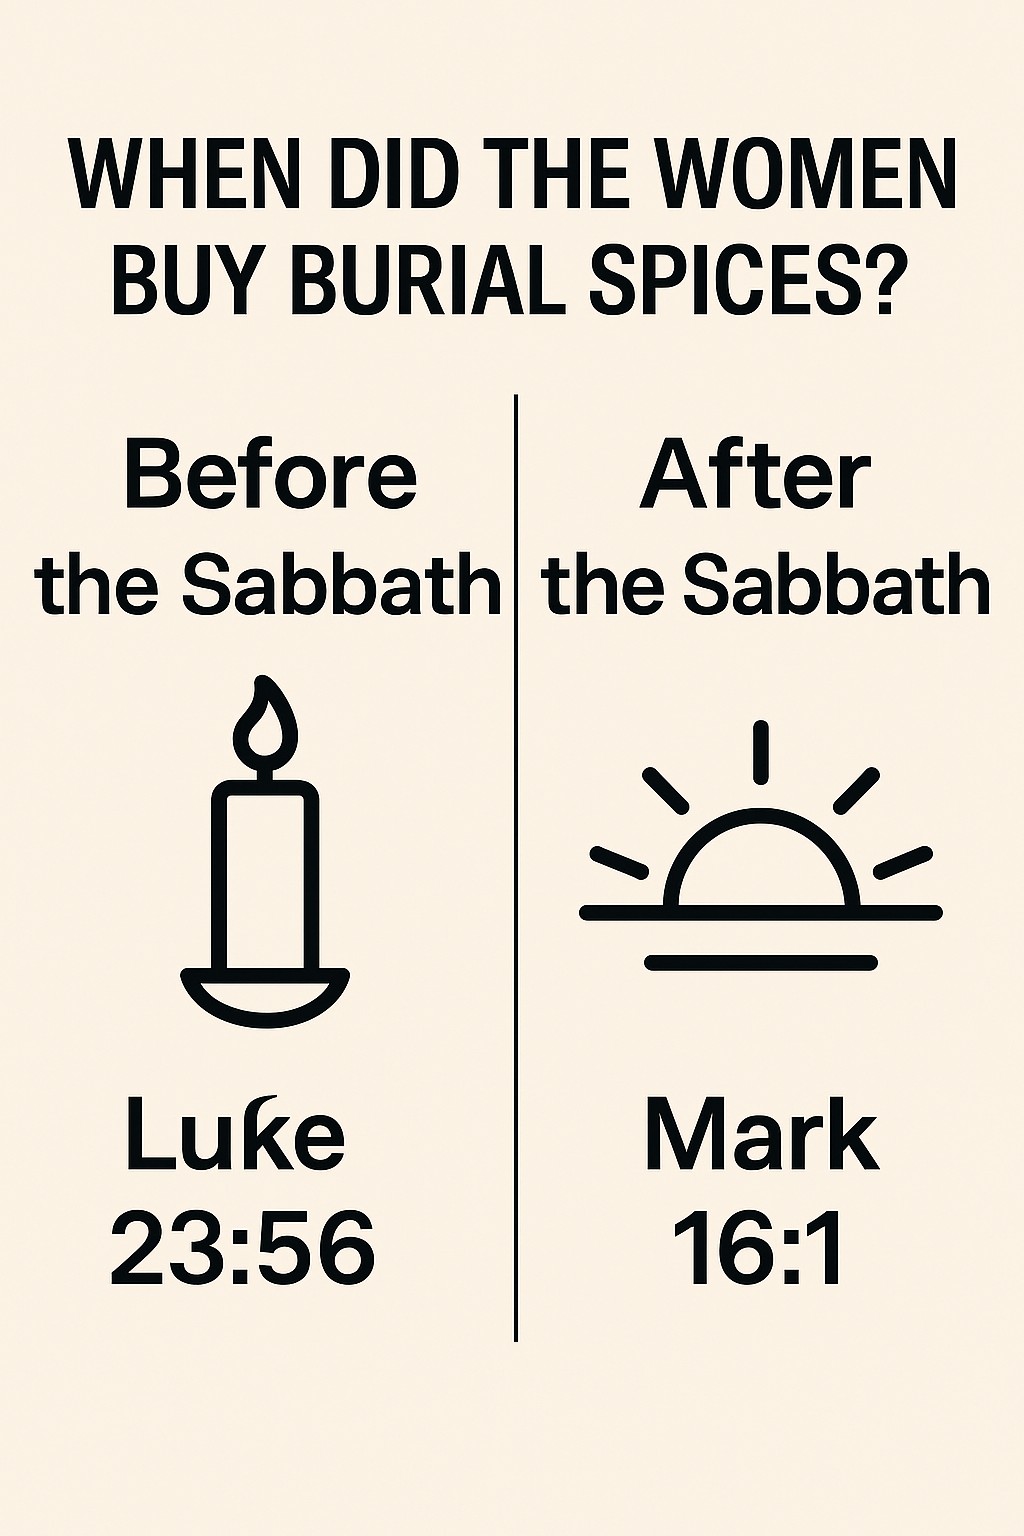 WHEN DID THE WOMEN
BUY BURIAL SPICES?
Before
the Sabbath
Luke
23:56
After
the Sabbath
Mark
16:1